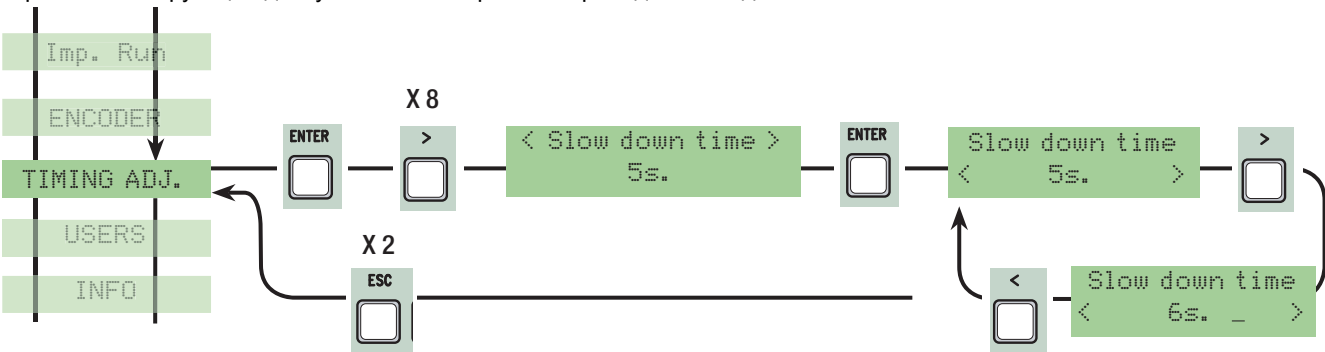 Imp. Run
ENCODER
TIMING ADJ.
USERS
INFO
ENTER
X 8
>
< Slow down time >
5s.
ENTER
Slow down time
< 5s. >
>
X 2
ESC
<
Slow down time
< 6s. _ >